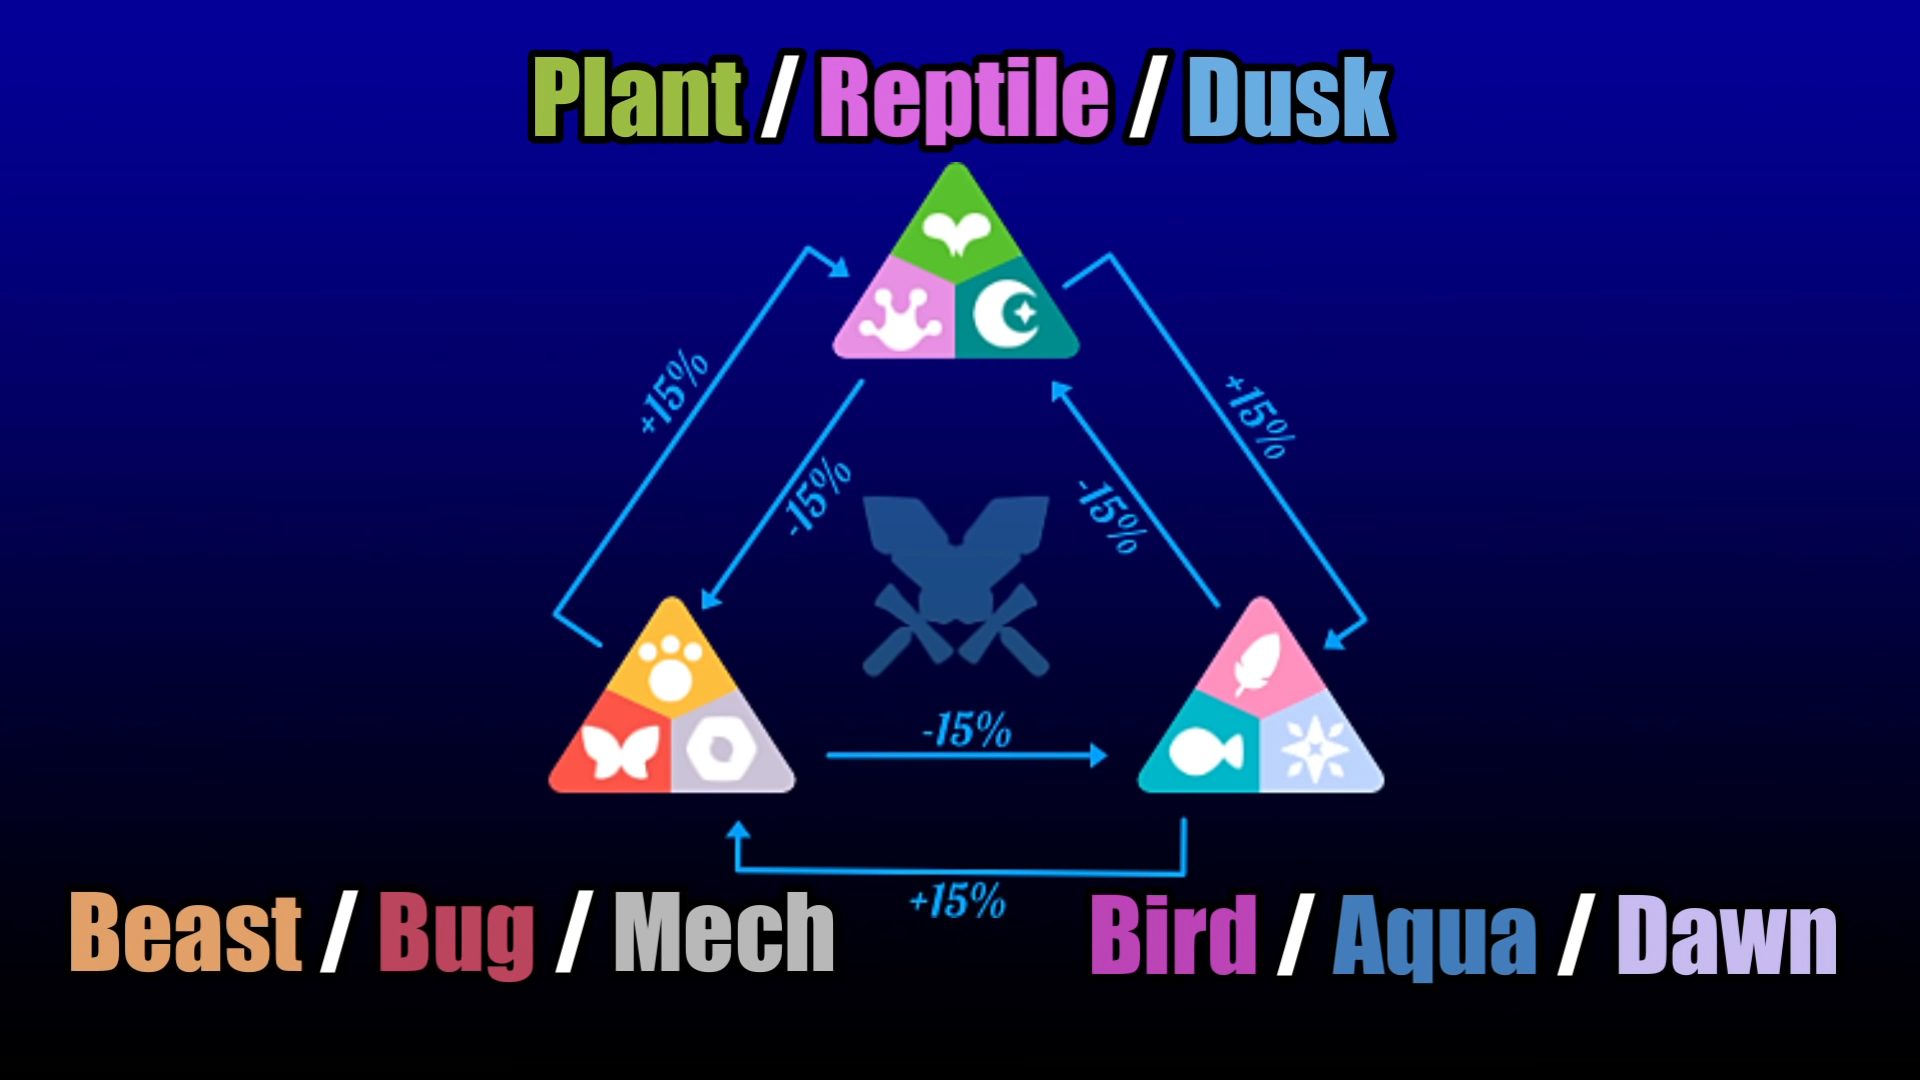 Plant / Reptile / Dusk
+15%
+15%
-15%
-15%
-15%
+15%
Beast / Bug / Mech
Bird / Aqua / Dawn